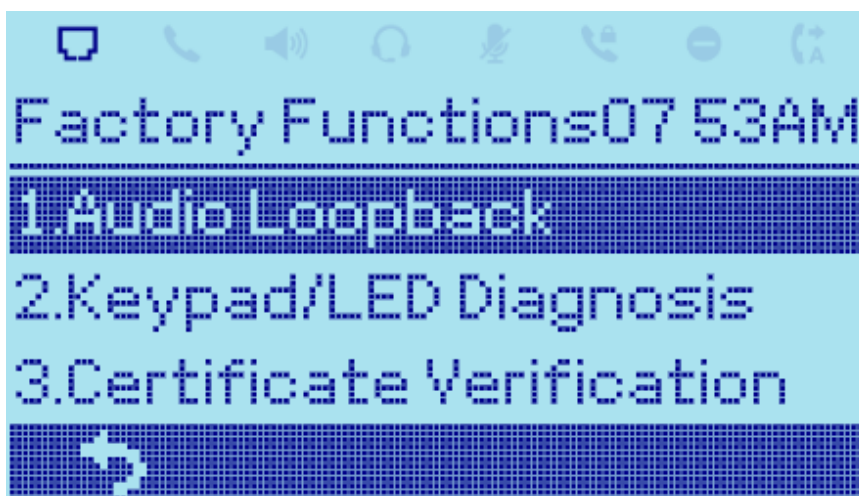 Factory Functions07 53AM
1.Audio Loopback
2.Keypad/LED Diagnosis
3.Certificate Verification